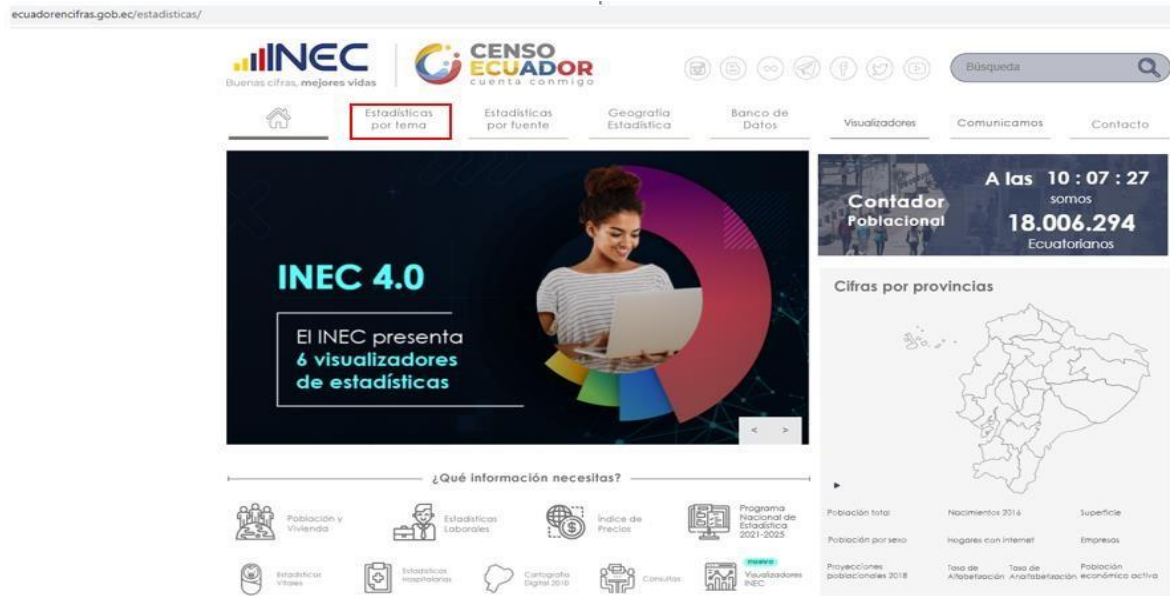 ecuadorencifras.gob.ec/estadisticas/
INEC
Buenas cifras, mejores vidas
CENSO
ECUADOR
cuenta conmigo
Búsqueda
Estadísticas
por tema
Estadísticas
por fuente
Geografía
Estadística
Banco de
Datos
Visualizadores
Comunicamos
Contacto
INEC 4.0
El INEC presenta
6 visualizadores
de estadísticas
< >
Contador
Poblacional
A las 10 : 07 : 27
somos
18.006.294
Ecuatorianos
Cifras por provincias
¿Qué información necesitas?
Población y
Vivienda
Estadísticas
Laborales
Índice de
Precios
Programa
Nacional de
Estadística
2021-2025
Estadísticas
Vitales
Estadísticas
Hospitalarias
Cartografía
Digital 2010
Consultas
nuevo
Visualizadores
INEC
Población total
Nacimientos 2016
Superficie
Población por sexo
Hogares con internet
Empresas
Proyecciones
poblacionales 2018
Tasa de
Alfabetización
Tasa de
Analfabetización
Población
económica activa